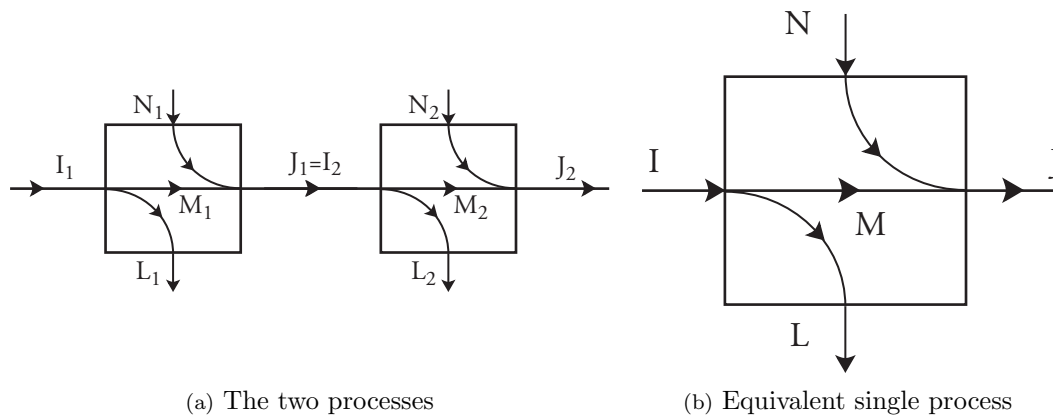 N
N₁
N₂
I₁
J₁=I₂
J₂
I
J
M₁
M₂
M
L₁
L₂
L
(a) The two processes
(b) Equivalent single process